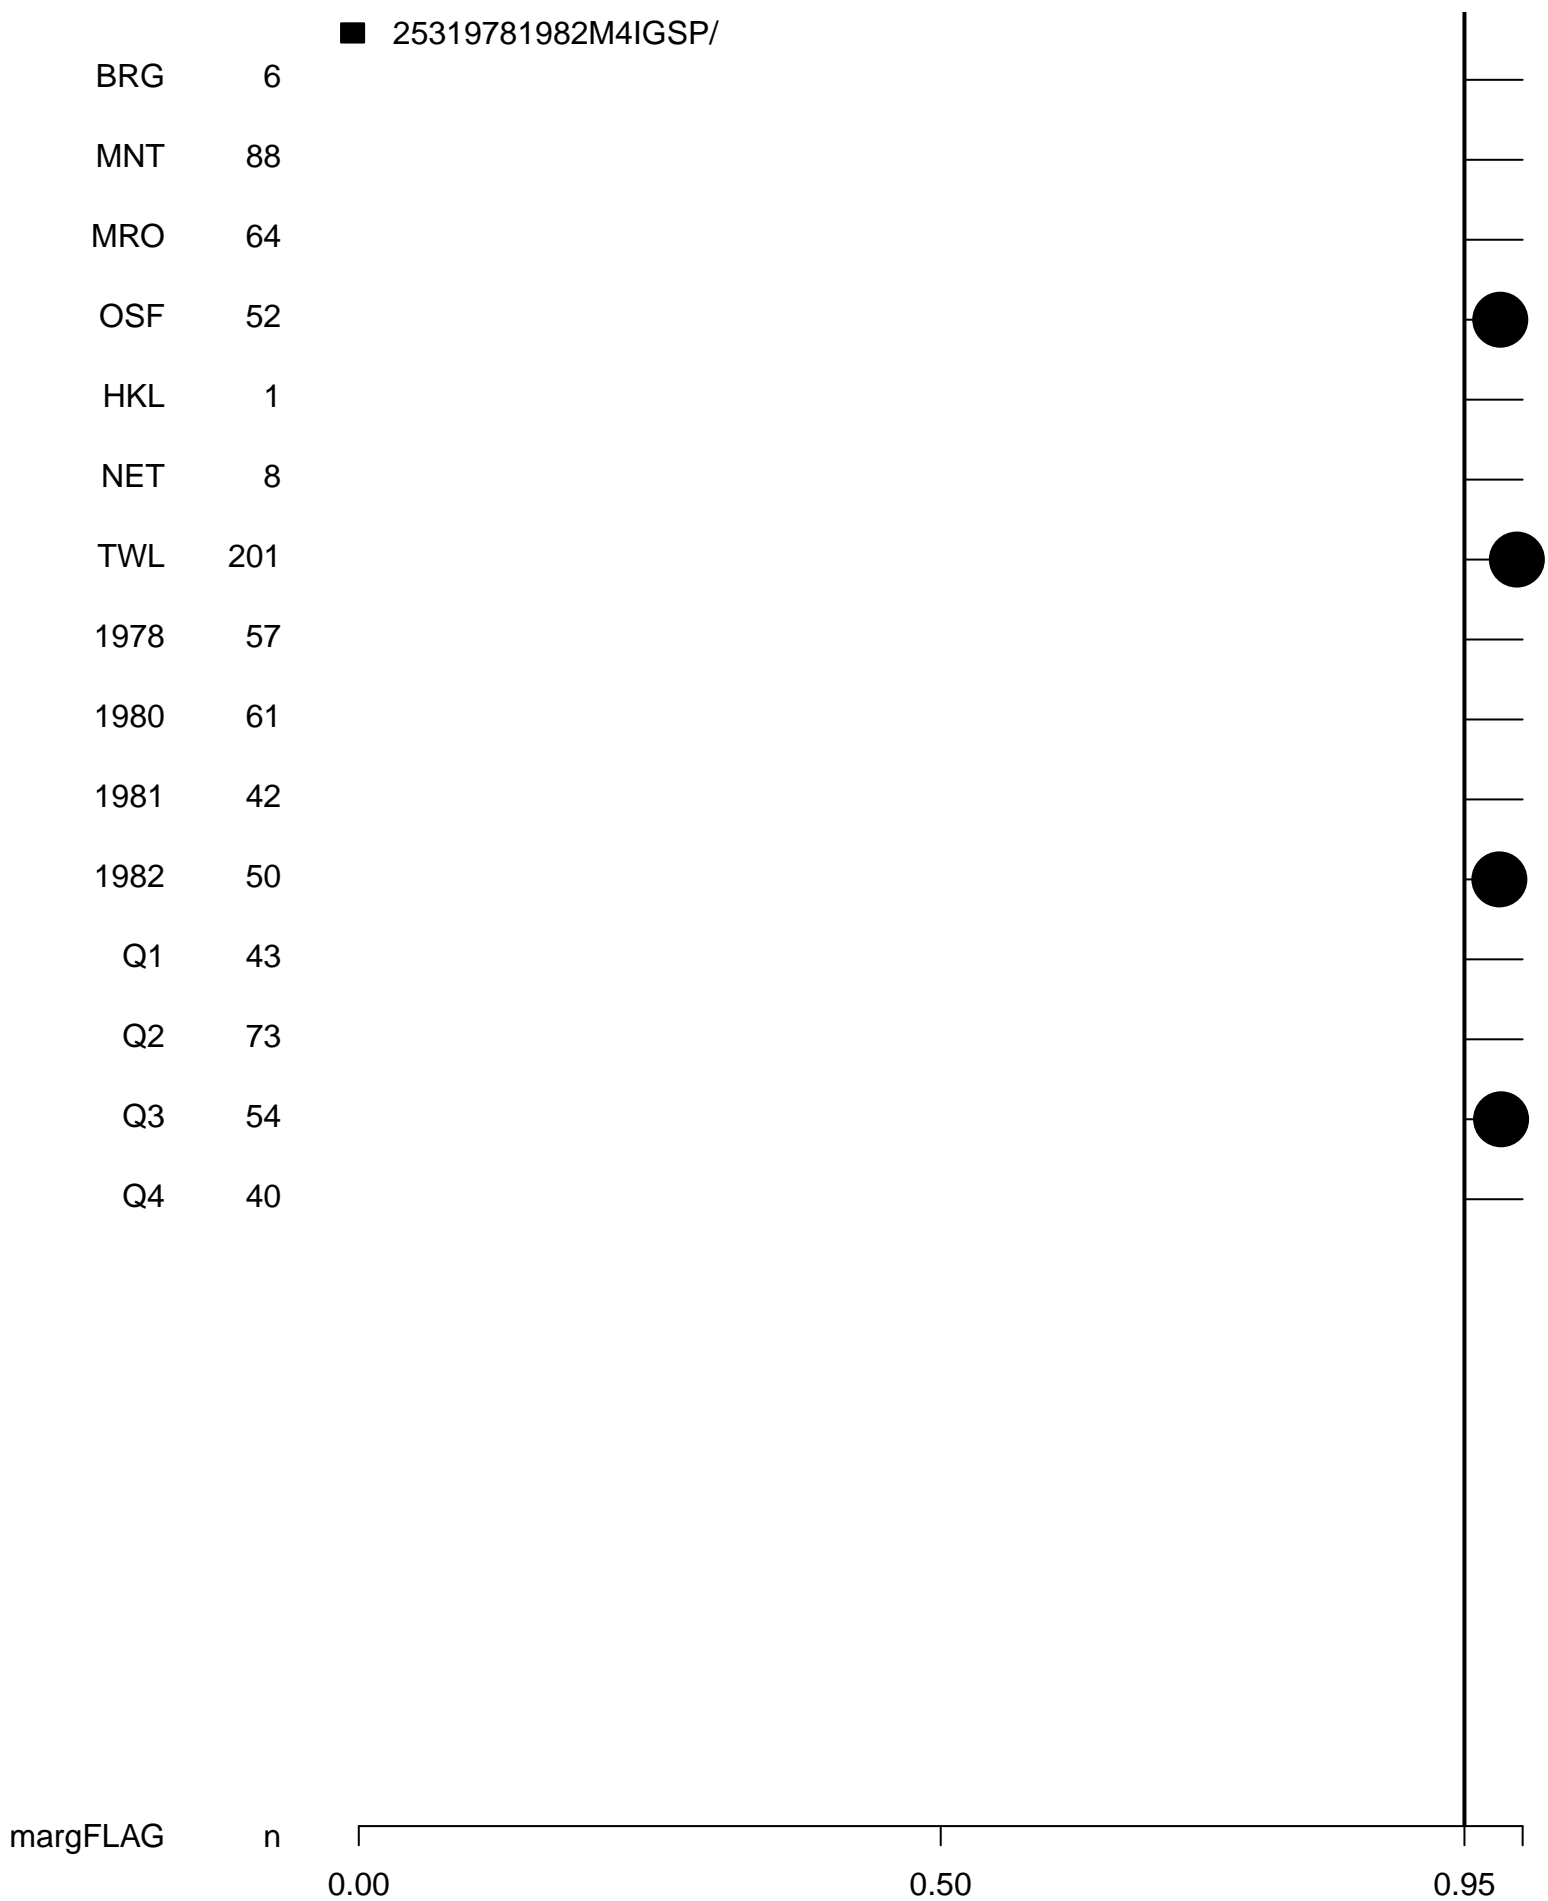 25319781982M4IGSP/
BRG 6
MNT 88
MRO 64
OSF 52
HKL 1
NET 8
TWL 201
1978 57
1980 61
1981 42
1982 50
Q1 43
Q2 73
Q3 54
Q4 40
margFLAG n
0.00 0.50 0.95